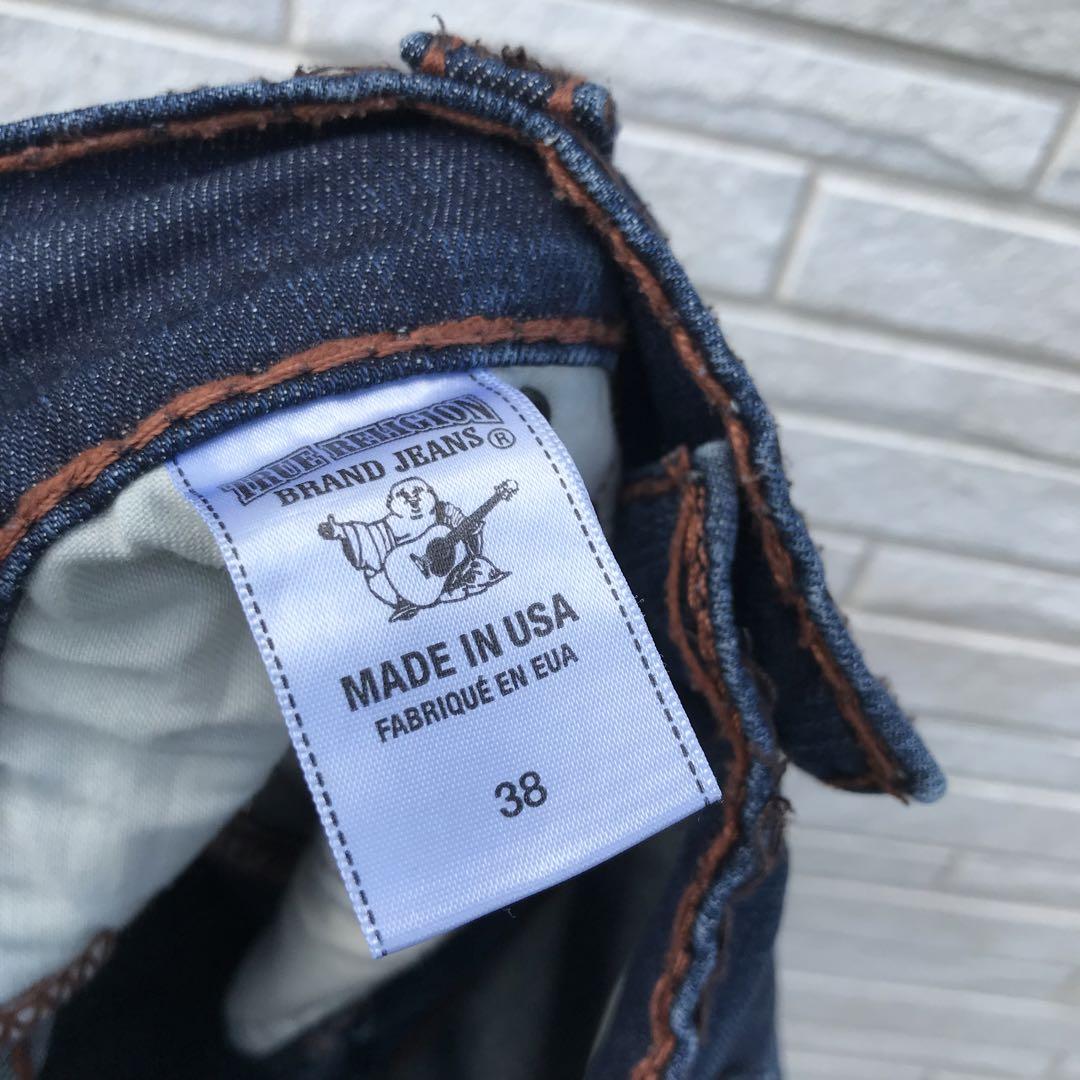 TRUE RELIGION
BRAND JEANS ®
MADE IN USA
FABRIQUÉ EN EUA
38